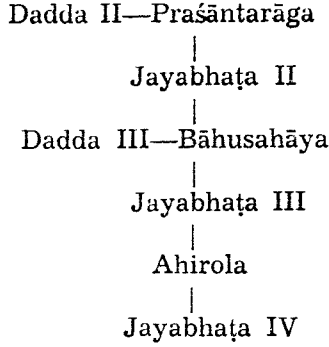 Dadda II—Praśāntarāga
Jayabhaṭa II
Dadda III—Bāhusahāya
Jayabhaṭa III
Ahirola
Jayabhaṭa IV